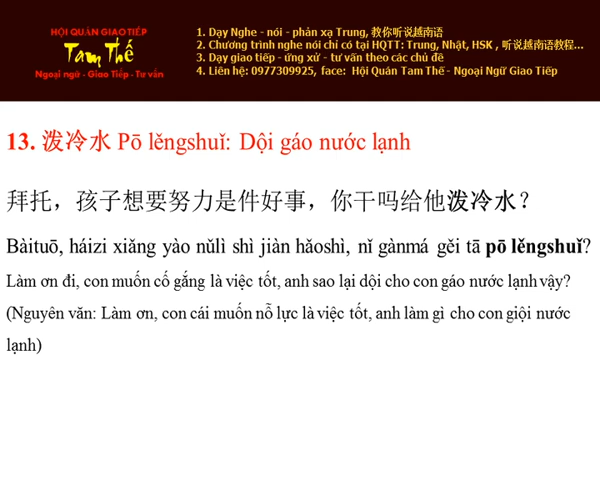 HỘI QUÁN GIAO TIẾP
Tam Thế
Ngoại ngữ - Giao Tiếp - Tư vấn
1. Dạy Nghe - nói - phản xạ Trung, 教你听说越南语
2. Chương trình nghe nói chỉ có tại HQTT: Trung, Nhật, HSK , 听说越南语教程...
3. Dạy giao tiếp - ứng xử - tư vấn theo các chủ đề
4. Liên hệ: 0977309925, face: Hội Quán Tam Thế - Ngoại Ngữ Giao Tiếp
13. 泼冷水 Pō lěngshuǐ: Dội gáo nước lạnh
拜托，孩子想要努力是件好事，你干吗给他泼冷水？
Bàituō, háizi xiǎng yào nǔlì shì jiàn hǎoshì, nǐ gànmá gěi tā pō lěngshuǐ?
Làm ơn đi, con muốn cố gắng là việc tốt, anh sao lại dội cho con gáo nước lạnh vậy?
(Nguyên văn: Làm ơn, con cái muốn nỗ lực là việc tốt, anh làm gì cho con giội nước
lạnh)